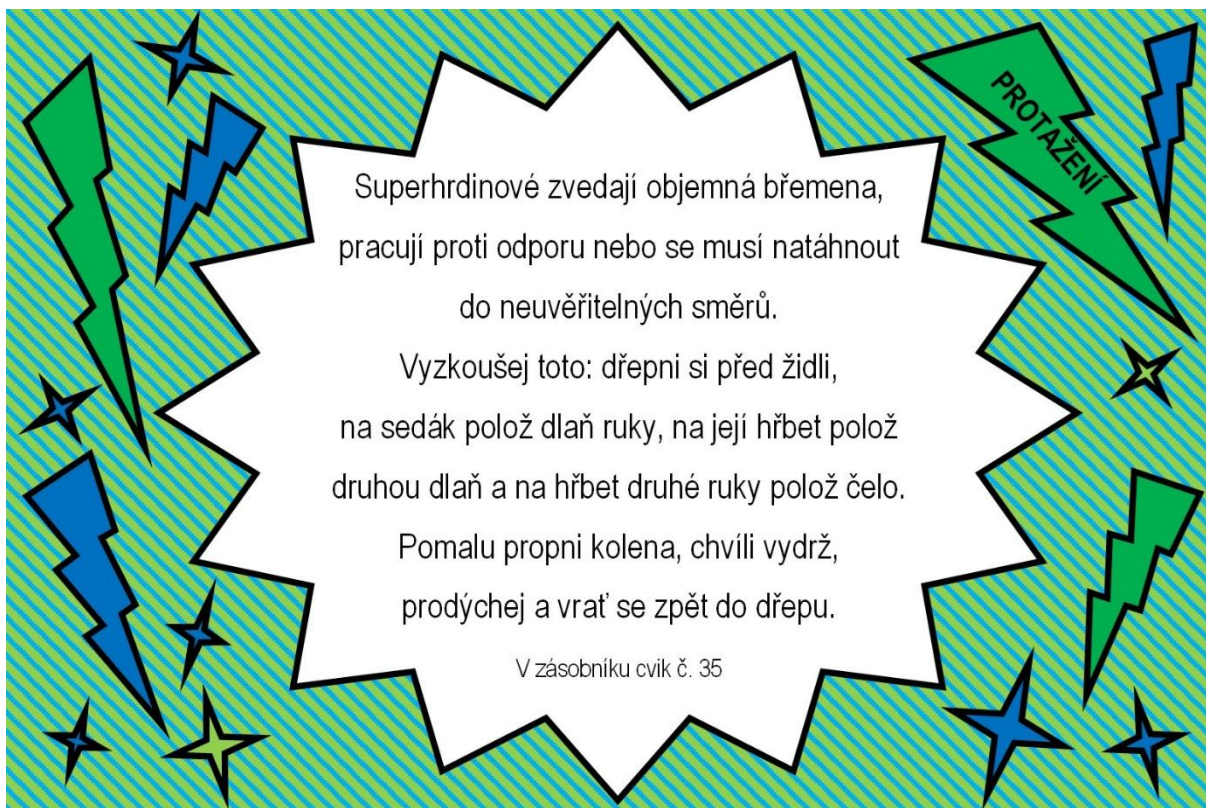 PROTAŽENÍ
Superhrdinové zvedají objemná břemena,
pracují proti odporu nebo se musí natáhnout
do neuvěřitelných směrů.
Vyzkoušej toto: dřepni si před židli,
na sedák polož dlaň ruky, na její hřbet polož
druhou dlaň a na hřbet druhé ruky polož čelo.
Pomalu propni kolena, chvíli vydrž,
prodýchej a vrať se zpět do dřepu.
V zásobníku cvik č. 35